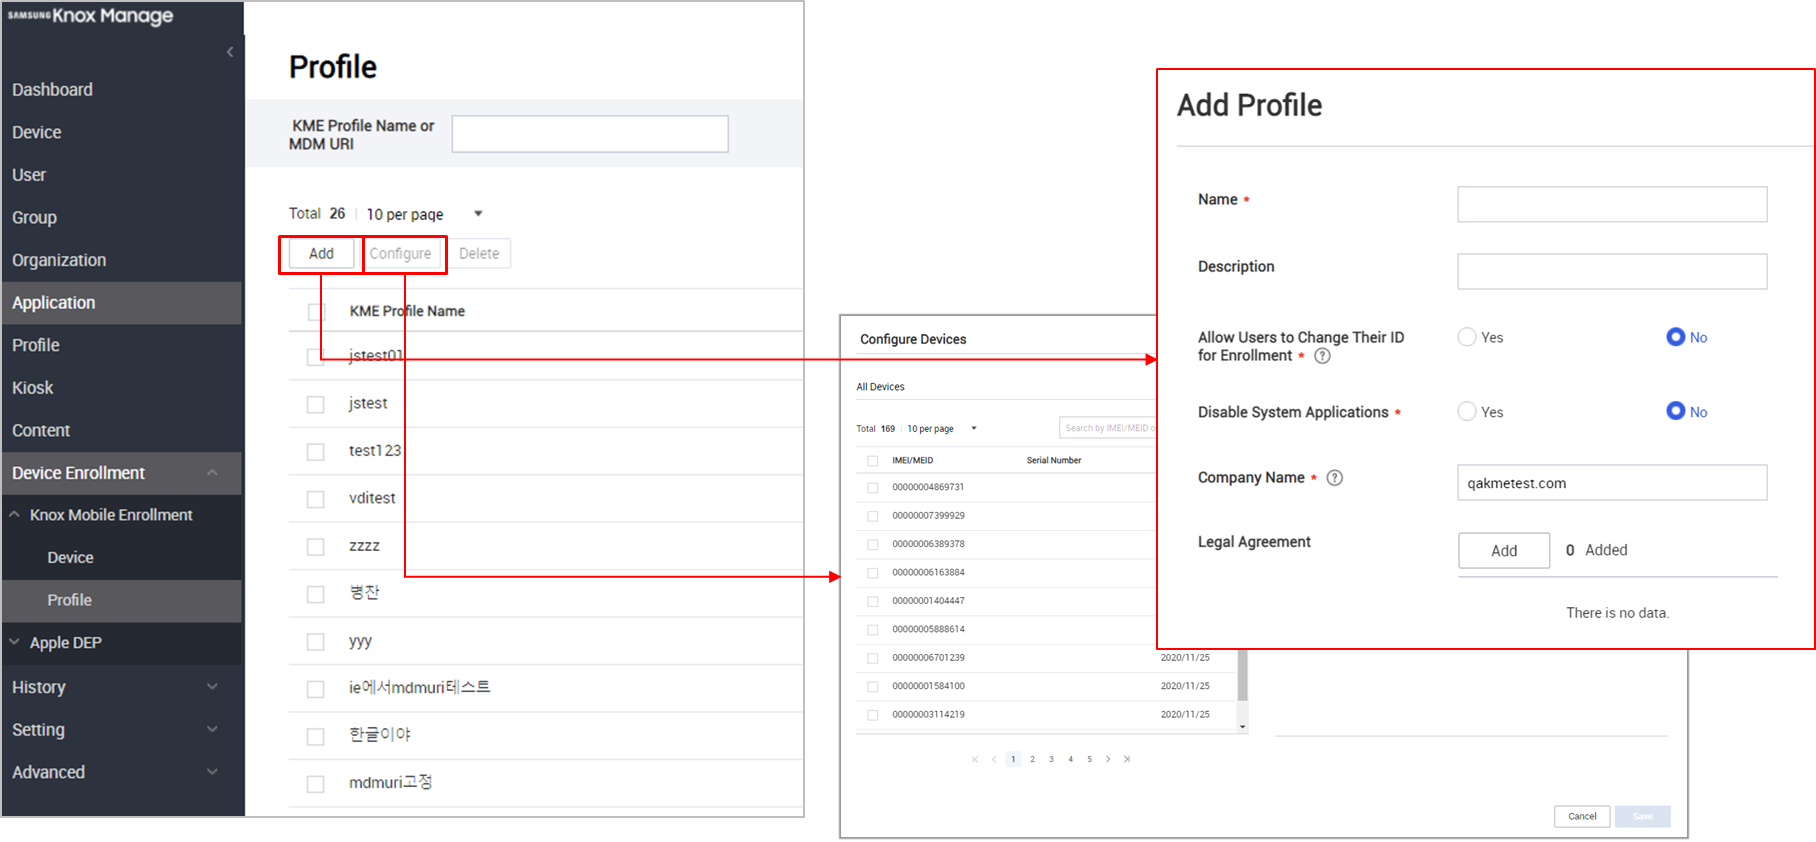 SAMSUNG Knox Manage
Dashboard
Device
User
Group
Organization
Application
Profile
Kiosk
Content
Device Enrollment
Knox Mobile Enrollment
Device
Profile
Apple DEP
History
Setting
Advanced
Profile
KME Profile Name or
MDM URI
Total 26 10 per page
Add Configure Delete
KME Profile Name
jstest01
jstest
test123
vditest
zzzz
병찬
yyy
ie에서mdmuri테스트
한글이야
mdmuri고정
Configure Devices
All Devices
Total 169 10 per page Search by IMEI/MEID o
IMEI/MEID Serial Number
00000004869731
00000007399929
00000006389378
00000006163884
00000001404447
00000005888614
00000006701239 2020/11/25
00000001584100 2020/11/25
00000003114219 2020/11/25
1 2 3 4 5
Cancel Save
Add Profile
Name *
Description
Allow Users to Change Their ID
for Enrollment * ? Yes No
Disable System Applications * Yes No
Company Name * ? qakmetest.com
Legal Agreement Add 0 Added
There is no data.